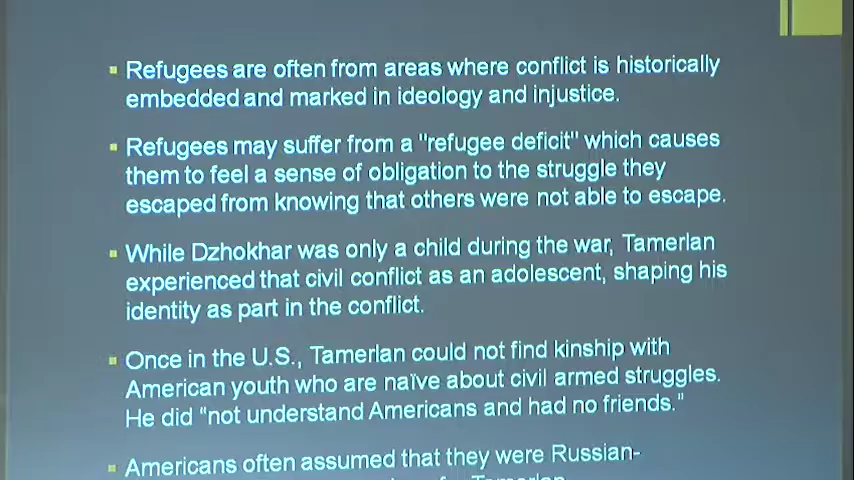 Refugees are often from areas where conflict is historically
embedded and marked in ideology and injustice.
Refugees may suffer from a "refugee deficit" which causes
them to feel a sense of obligation to the struggle they
escaped from knowing that others were not able to escape.
While Dzhokhar was only a child during the war, Tamerlan
experienced that civil conflict as an adolescent, shaping his
identity as part in the conflict.
Once in the U.S., Tamerlan could not find kinship with
American youth who are naïve about civil armed struggles.
He did “not understand Americans and had no friends.”
Americans often assumed that they were Russian-
Tamerlan